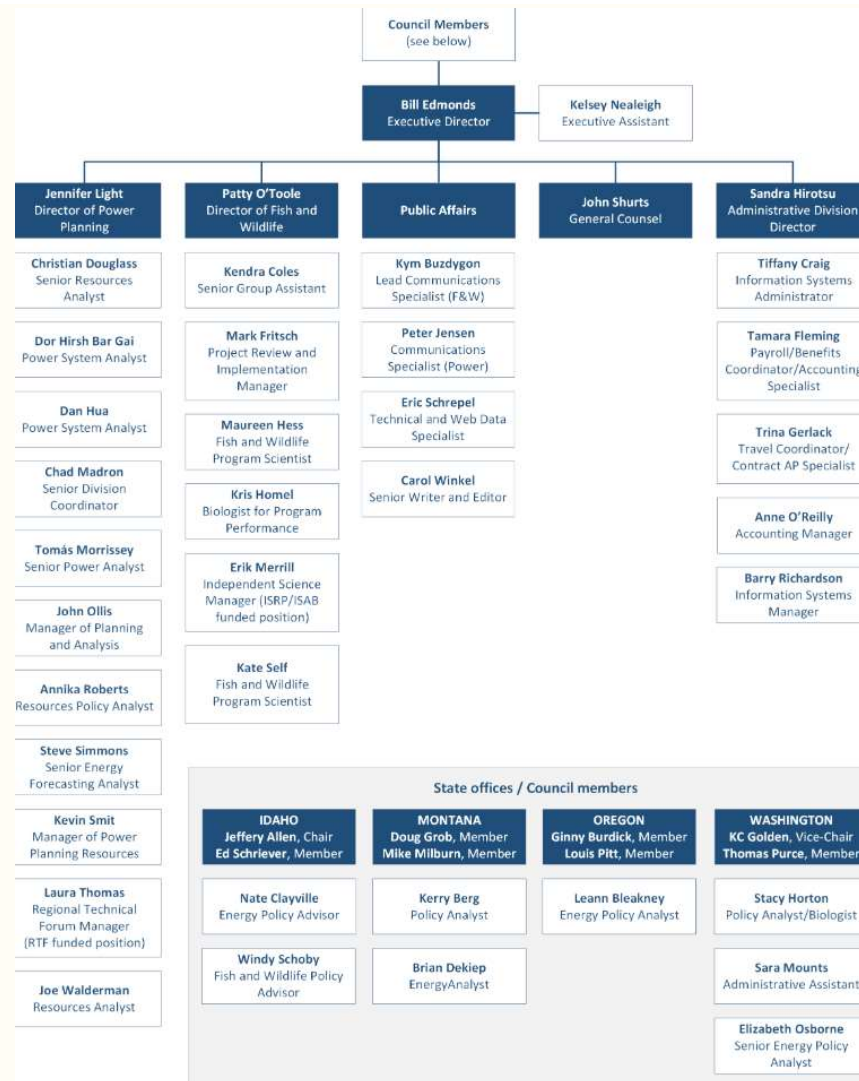 Council Members
(see below)
Bill Edmonds
Executive Director
Kelsey Nealeigh
Executive Assistant
Jennifer Light
Director of Power
Planning
Patty O'Toole
Director of Fish and
Wildlife
Public Affairs
John Shurts
General Counsel
Sandra Hirotsu
Administrative Division
Director
Christian Douglass
Senior Resources
Analyst
Dor Hirsh Bar Gai
Power System Analyst
Dan Hua
Power System Analyst
Chad Madron
Senior Division
Coordinator
Tomás Morrissey
Senior Power Analyst
John Ollis
Manager of Planning
and Analysis
Annika Roberts
Resources Policy Analyst
Steve Simmons
Senior Energy
Forecasting Analyst
Kevin Smit
Manager of Power
Planning Resources
Laura Thomas
Regional Technical
Forum Manager
(RTF funded position)
Joe Walderman
Resources Analyst
Kendra Coles
Senior Group Assistant
Mark Fritsch
Project Review and
Implementation
Manager
Maureen Hess
Fish and Wildlife
Program Scientist
Kris Homel
Biologist for Program
Performance
Erik Merrill
Independent Science
Manager (ISRP/ISAB
funded position)
Kate Self
Fish and Wildlife
Program Scientist
Kym Buzdygon
Lead Communications
Specialist (F&W)
Peter Jensen
Communications
Specialist (Power)
Eric Schrepel
Technical and Web Data
Specialist
Carol Winkel
Senior Writer and Editor
Tiffany Craig
Information Systems
Administrator
Tamara Fleming
Payroll/Benefits
Coordinator/Accounting
Specialist
Trina Gerlack
Travel Coordinator/
Contract AP Specialist
Anne O'Reilly
Accounting Manager
Barry Richardson
Information Systems
Manager
State offices / Council members
IDAHO
Jeffery Allen, Chair
Ed Schriever, Member
Nate Clayville
Energy Policy Advisor
Windy Schoby
Fish and Wildlife Policy
Advisor
MONTANA
Doug Grob, Member
Mike Milburn, Member
Kerry Berg
Policy Analyst
Brian Dekiep
EnergyAnalyst
OREGON
Ginny Burdick, Member
Louis Pitt, Member
Leann Bleakney
Energy Policy Analyst
WASHINGTON
KC Golden, Vice-Chair
Thomas Purce, Member
Stacy Horton
Policy Analyst/Biologist
Sara Mounts
Administrative Assistant
Elizabeth Osborne
Senior Energy Policy
Analyst